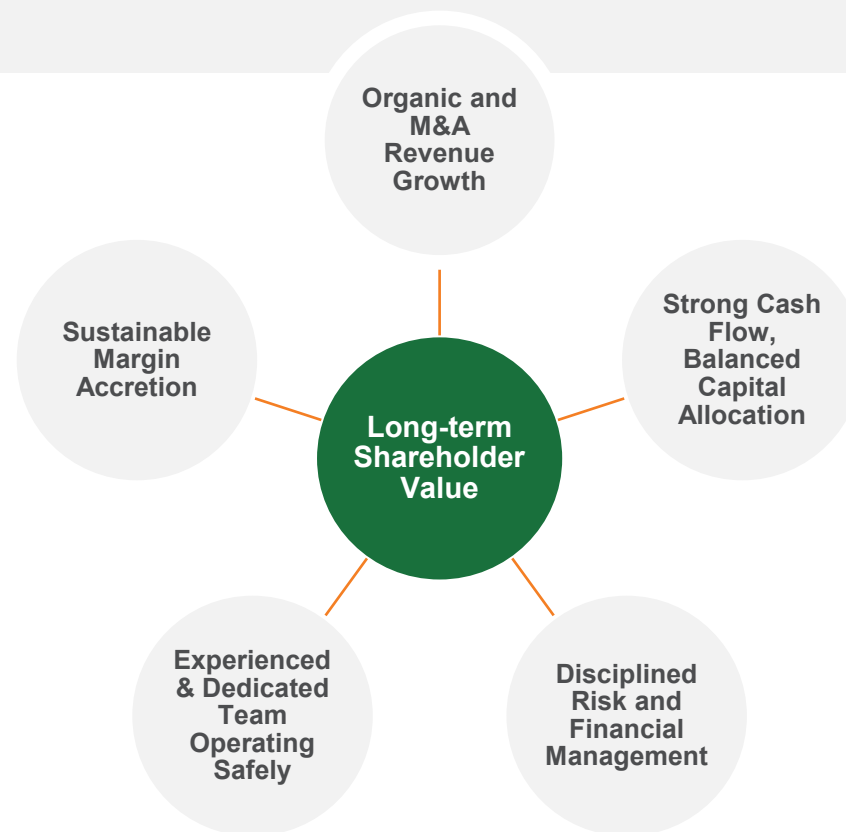 Organic and
M&A
Revenue
Growth
Strong Cash
Flow,
Balanced
Capital
Allocation
Sustainable
Margin
Accretion
Long-term
Shareholder
Value
Experienced
& Dedicated
Team
Operating
Safely
Disciplined
Risk and
Financial
Management